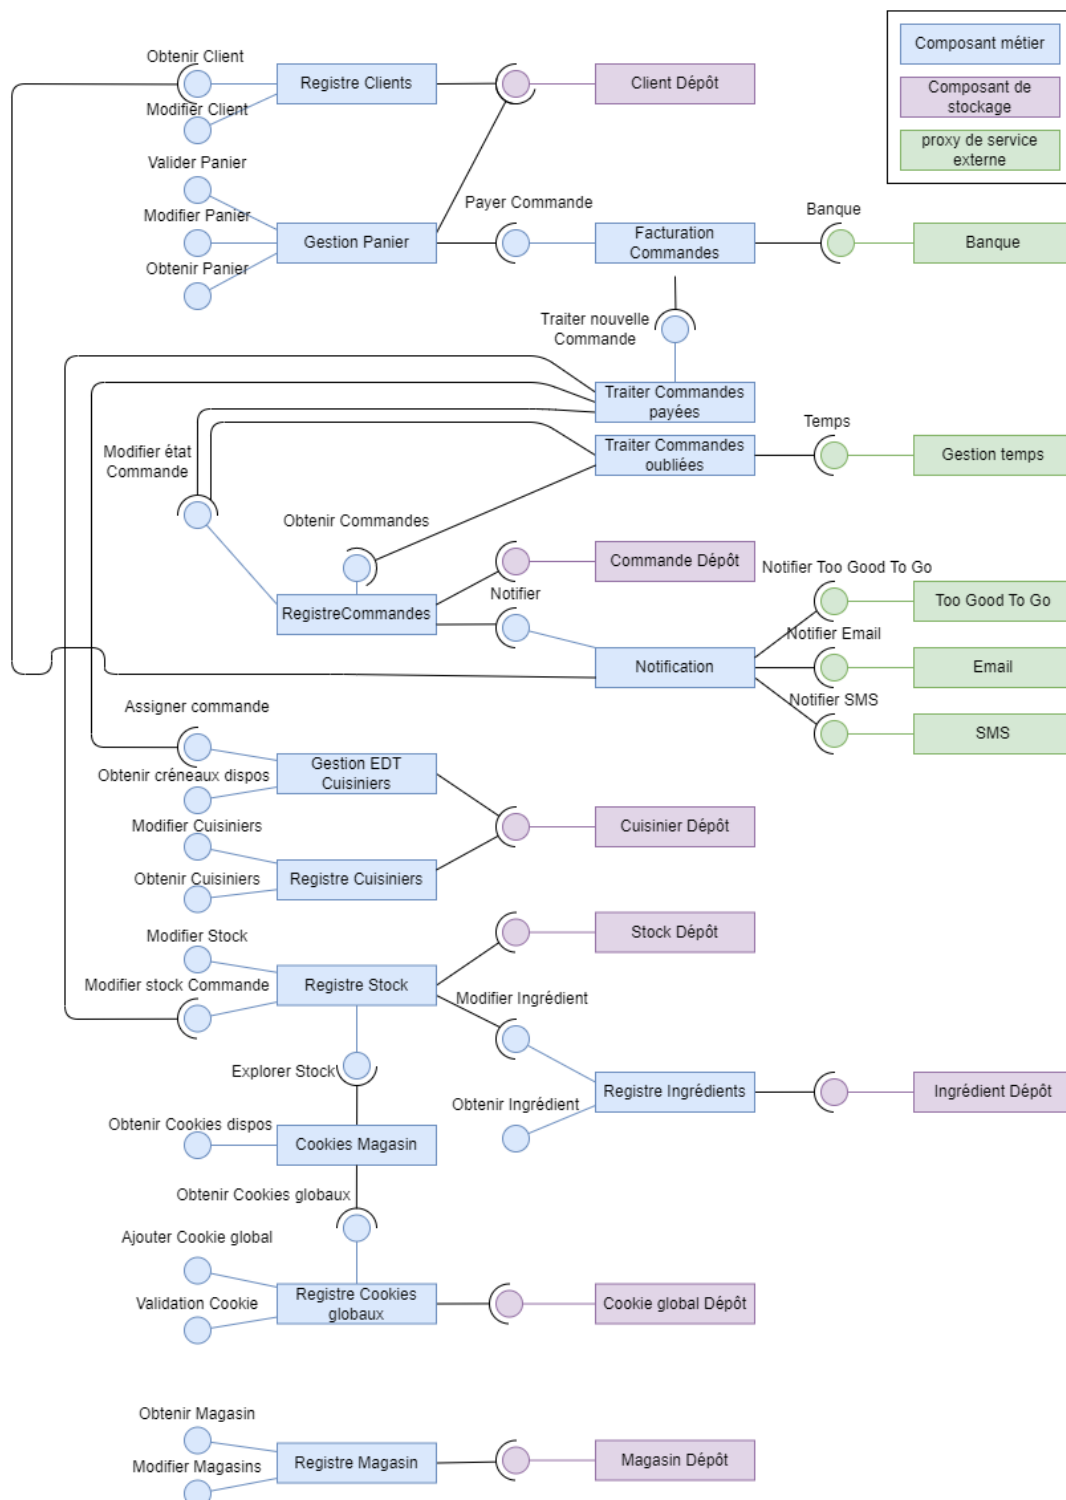 Composant métier
Composant de
stockage
proxy de service
externe
Obtenir Client
Registre Clients
Client Dépôt
Modifier Client
Valider Panier
Modifier Panier
Obtenir Panier
Gestion Panier
Payer Commande
Facturation
Commandes
Banque
Banque
Traiter nouvelle
Commande
Traiter Commandes
payées
Traiter Commandes
oubliées
Temps
Gestion temps
Modifier état
Commande
Obtenir Commandes
Commande Dépôt
Notifier Too Good To Go
Too Good To Go
RegistreCommandes
Notifier
Notifier Email
Notification
Email
Notifier SMS
SMS
Assigner commande
Gestion EDT
Cuisiniers
Obtenir créneaux dispos
Modifier Cuisiniers
Cuisinier Dépôt
Obtenir Cuisiniers
Registre Cuisiniers
Modifier Stock
Stock Dépôt
Modifier stock Commande
Registre Stock
Modifier Ingrédient
Explorer Stock
Obtenir Ingrédient
Registre Ingrédients
Ingrédient Dépôt
Obtenir Cookies dispos
Cookies Magasin
Obtenir Cookies globaux
Ajouter Cookie global
Validation Cookie
Registre Cookies
globaux
Cookie global Dépôt
Obtenir Magasin
Modifier Magasins
Registre Magasin
Magasin Dépôt